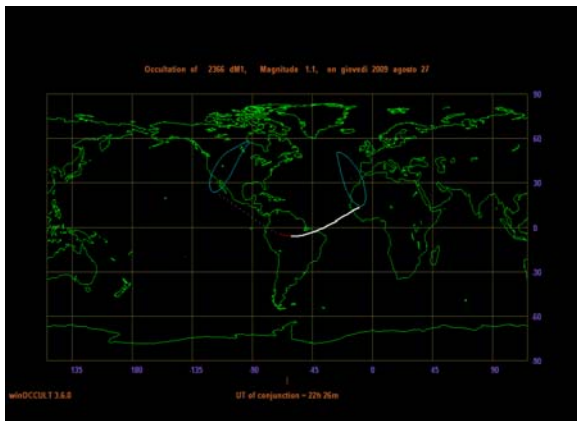 Occultation of 2366 dM1, Magnitude 1.1, on giovedì 2009 agosto 27
90
60
30
0
30
60
90
135 180 135 90 45 0 45 90
winOCCULT 3.6.0 UT of conjunction = 22h 26m